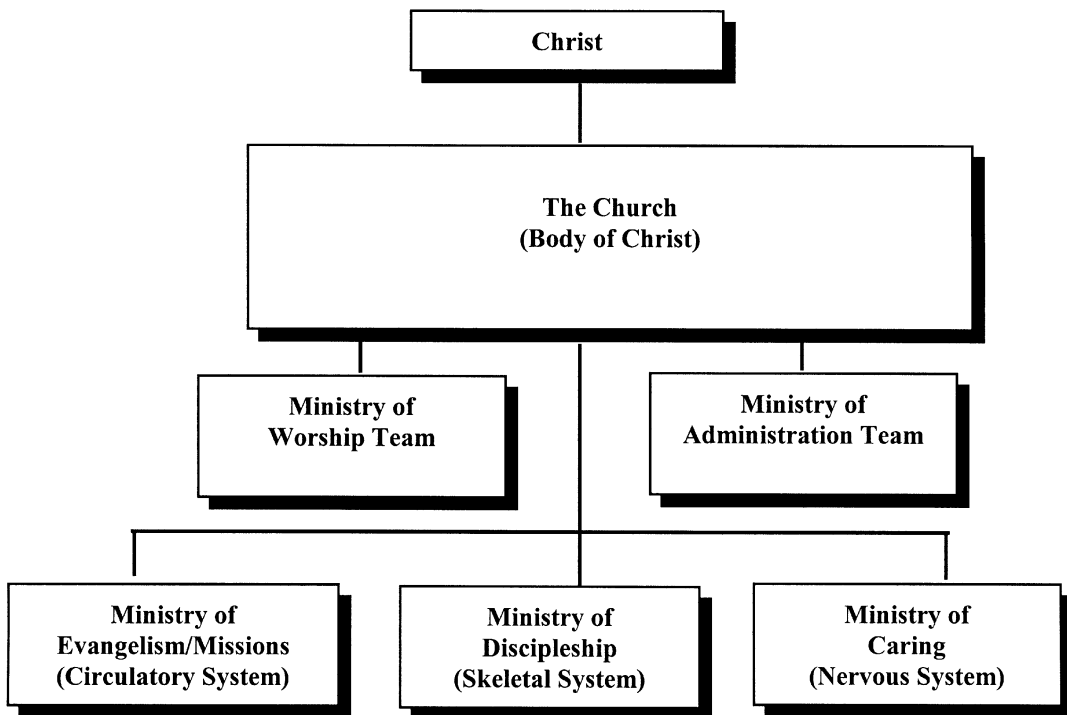 Christ
The Church
(Body of Christ)
Ministry of
Worship Team
Ministry of
Administration Team
Ministry of
Evangelism/Missions
(Circulatory System)
Ministry of
Discipleship
(Skeletal System)
Ministry of
Caring
(Nervous System)